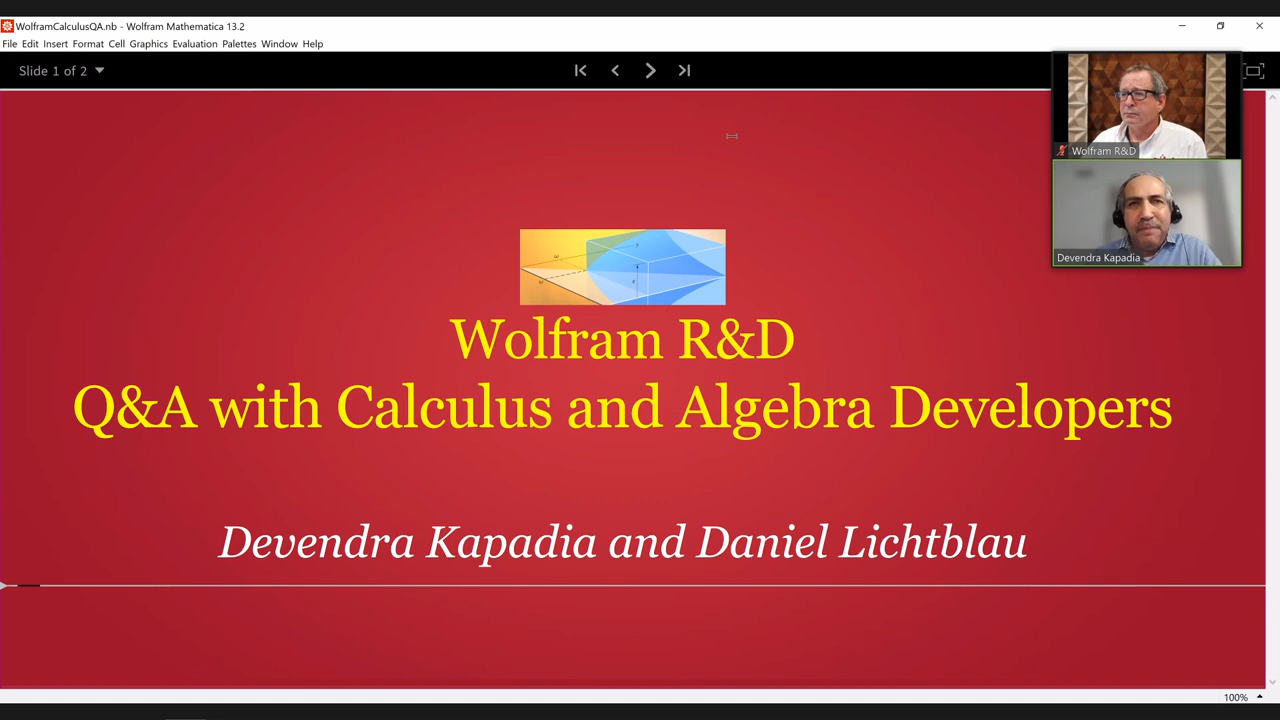 WolframCalculusQA.nb - Wolfram Mathematica 13.2
File Edit Insert Format Cell Graphics Evaluation Palettes Window Help
Slide 1 of 2
Wolfram R&D
Devendra Kapadia
Wolfram R&D
Q&A with Calculus and Algebra Developers
Devendra Kapadia and Daniel Lichtblau
100%